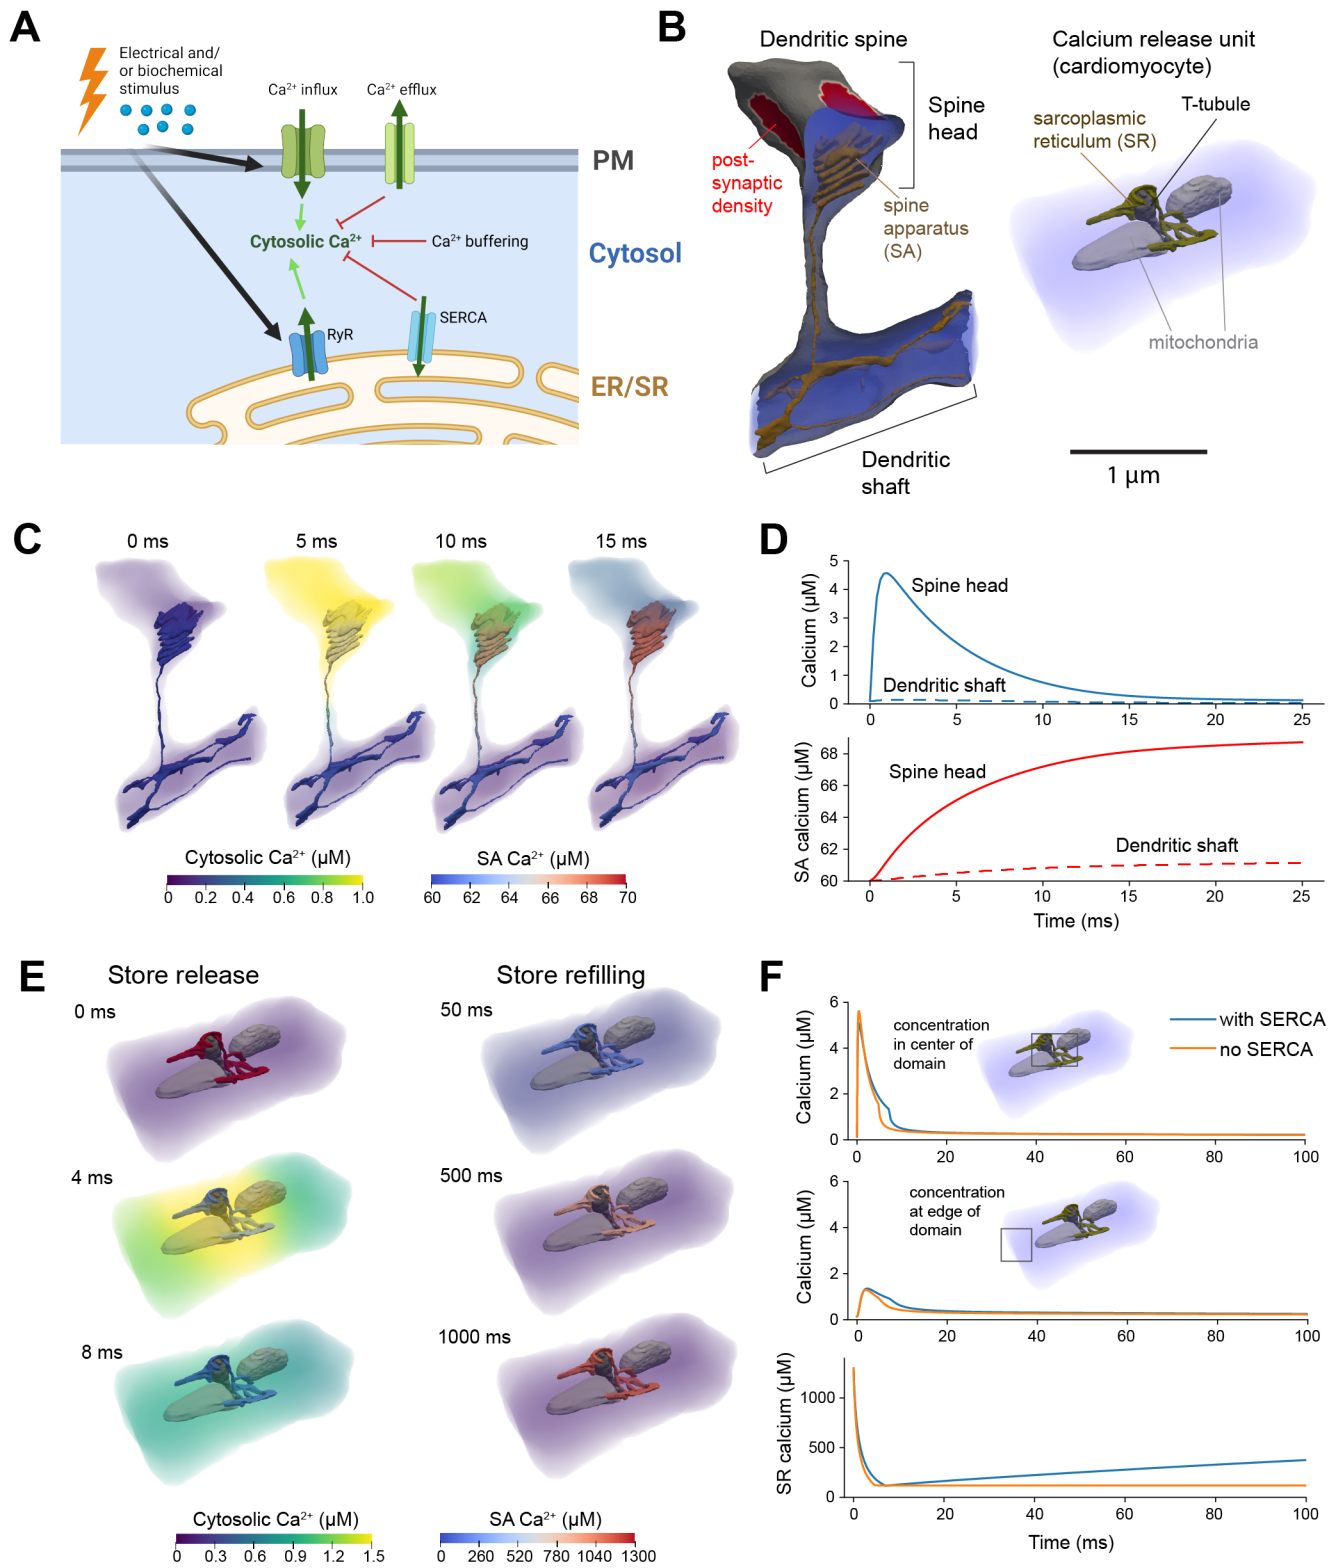 A
Electrical and/
or biochemical
stimulus
Ca²⁺ influx
Ca²⁺ efflux
PM
Cytosolic Ca²⁺
Ca²⁺ buffering
Cytosol
RyR
SERCA
ER/SR
B
Dendritic spine
Spine
head
post-
synaptic
density
spine
apparatus
(SA)
Dendritic
shaft
Calcium release unit
(cardiomyocyte)
T-tubule
sarcoplasmic
reticulum (SR)
mitochondria
1 μm
C
0 ms
5 ms
10 ms
15 ms
Cytosolic Ca²⁺ (μM)
0 0.2 0.4 0.6 0.8 1.0
SA Ca²⁺ (μM)
60 62 64 66 68 70
D
Calcium (μM)
5
4
3
2
1
0
Spine head
Dendritic shaft
0 5 10 15 20 25
SA calcium (μM)
68
66
64
62
60
Spine head
Dendritic shaft
0 5 10 15 20 25
Time (ms)
E
Store release
Store refilling
0 ms
50 ms
4 ms
500 ms
8 ms
1000 ms
Cytosolic Ca²⁺ (μM)
0 0.3 0.6 0.9 1.2 1.5
SA Ca²⁺ (μM)
0 260 520 780 1040 1300
F
Calcium (μM)
6
4
2
0
concentration
in center of
domain
with SERCA
no SERCA
0 20 40 60 80 100
Calcium (μM)
6
4
2
0
concentration
at edge of
domain
0 20 40 60 80 100
SR calcium (μM)
1000
500
0
0 20 40 60 80 100
Time (ms)